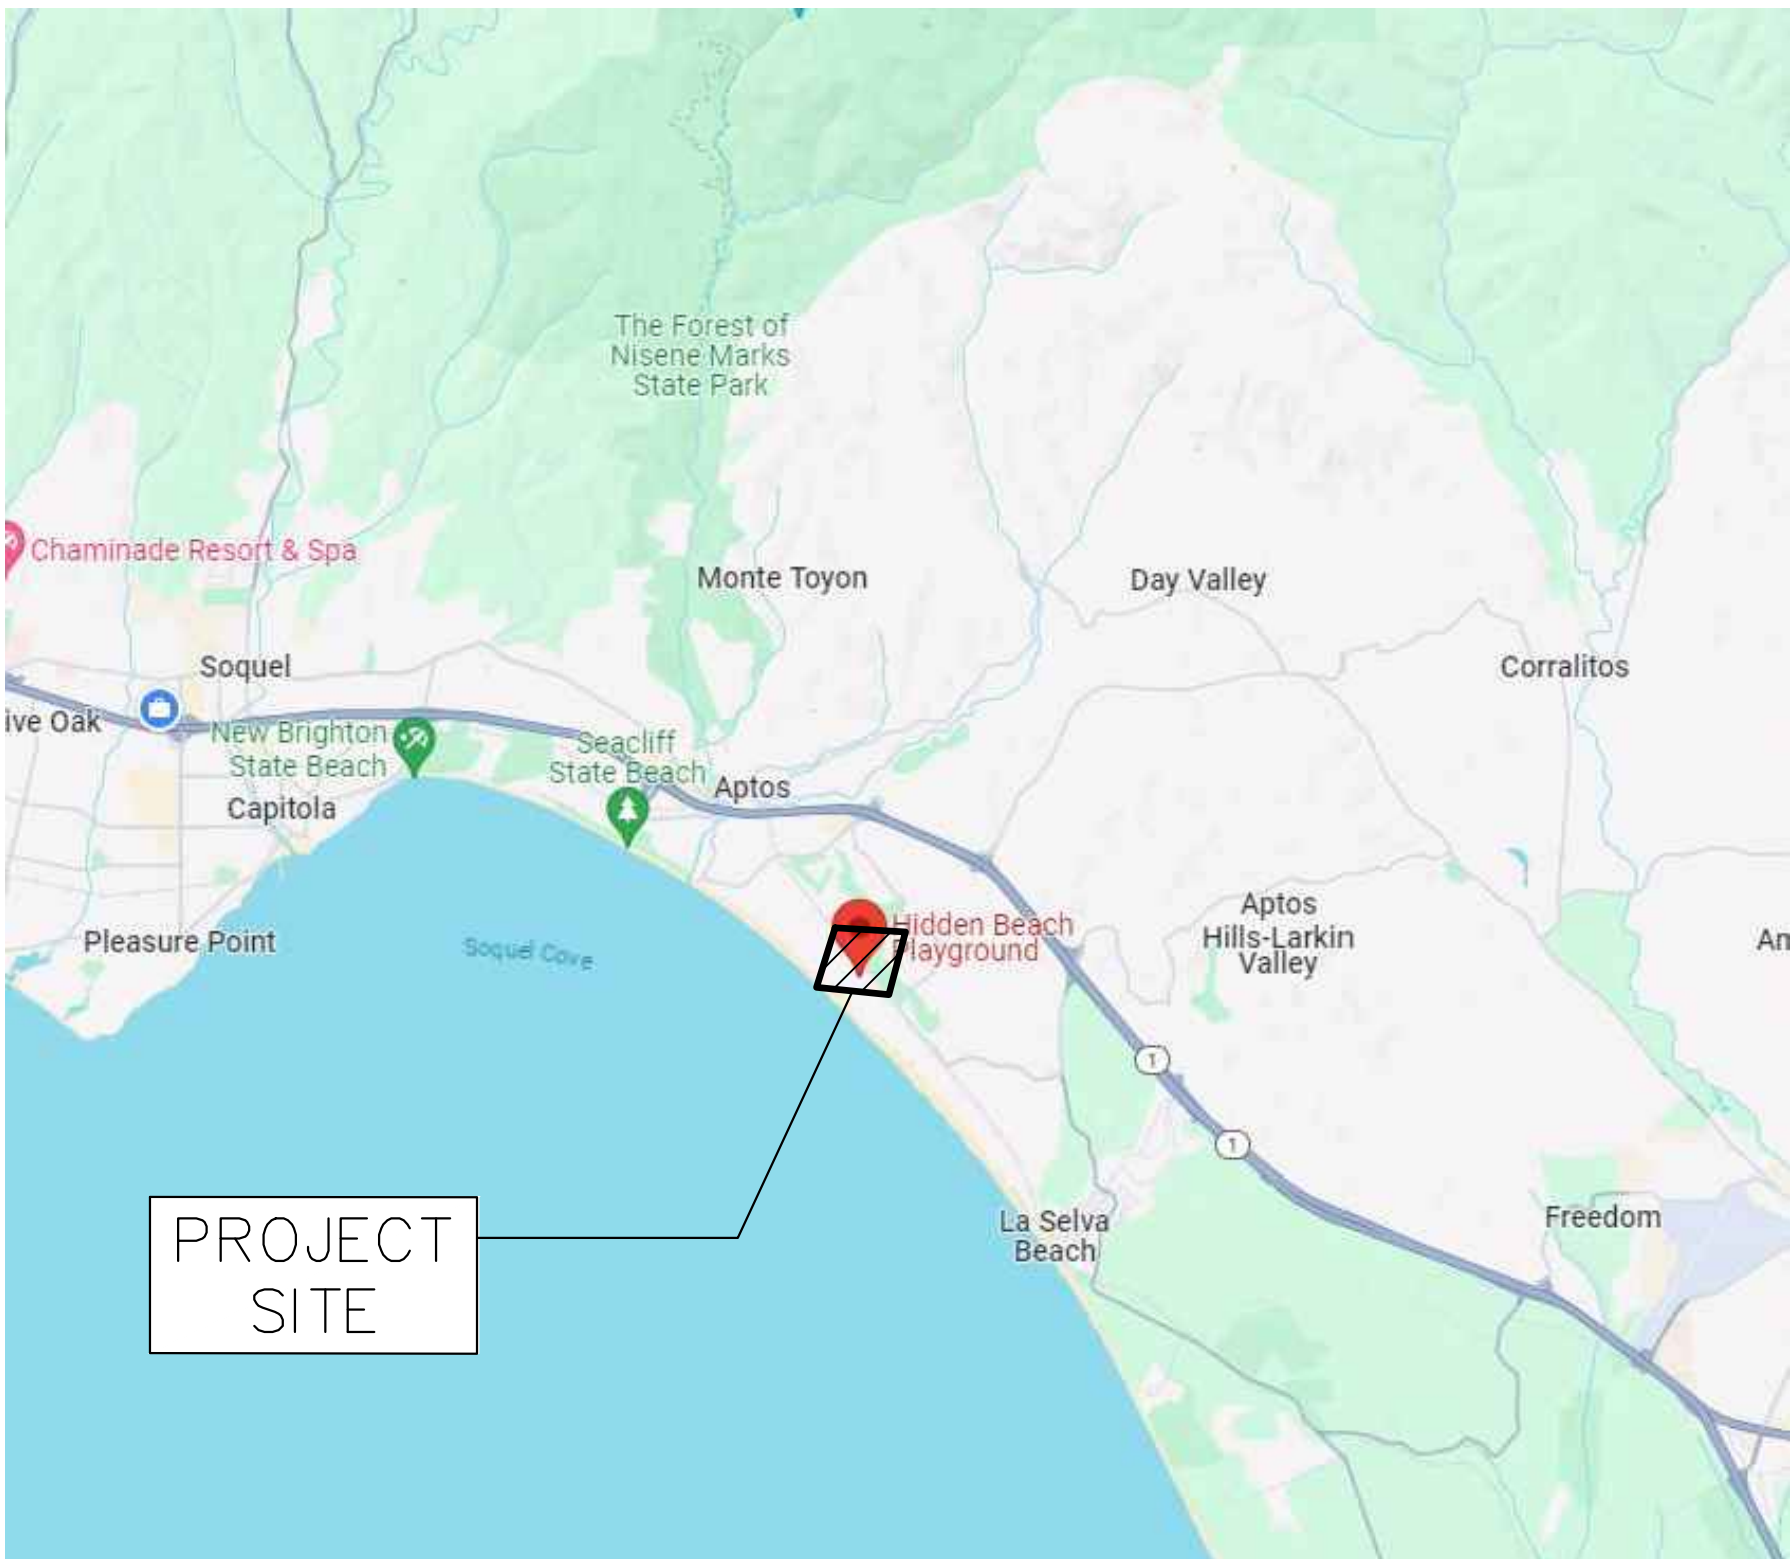 The Forest of
Nisene Marks
State Park
Chaminade Resort & Spa
Monte Toyon
Day Valley
Soquel
Corralitos
ive Oak
New Brighton
State Beach
Seacliff
State Beach
Aptos
Capitola
Hidden Beach
Playground
Aptos
Hills-Larkin
Valley
Pleasure Point
Soquel Cove
An
1
1
La Selva
Beach
Freedom
PROJECT
SITE